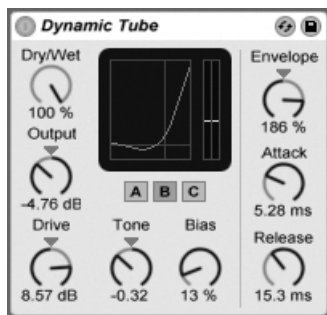 Dynamic Tube
Dry/Wet
100 %
Output
-4.76 dB
A B C
Drive
8.57 dB
Tone
-0.32
Bias
13 %
Envelope
186 %
Attack
5.28 ms
Release
15.3 ms